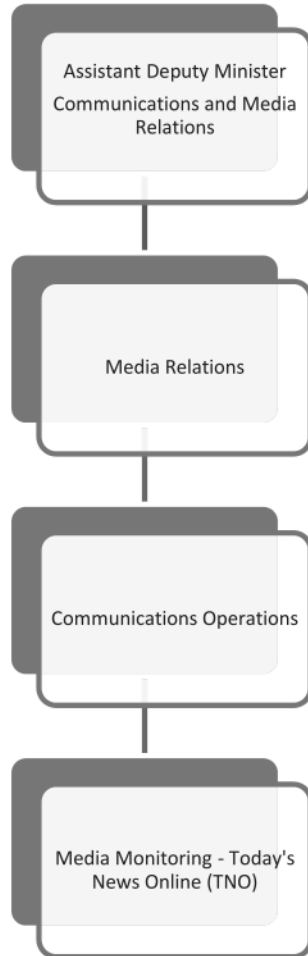 Assistant Deputy Minister
Communications and Media
Relations
Media Relations
Communications Operations
Media Monitoring - Today's
News Online (TNO)